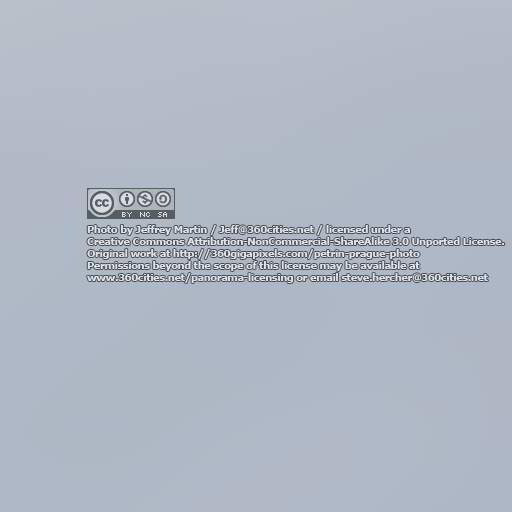 cc
BY NC SA
Photo by Jeffrey Martin / Jeff@360cities.net / licensed under a
Creative Commons Attribution-NonCommercial-ShareAlike 3.0 Unported License.
Original work at http://360gigapixels.com/petrin-prague-photo
Permissions beyond the scope of this license may be available at
www.360cities.net/panorama-licensing or email steve.hercher@360cities.net